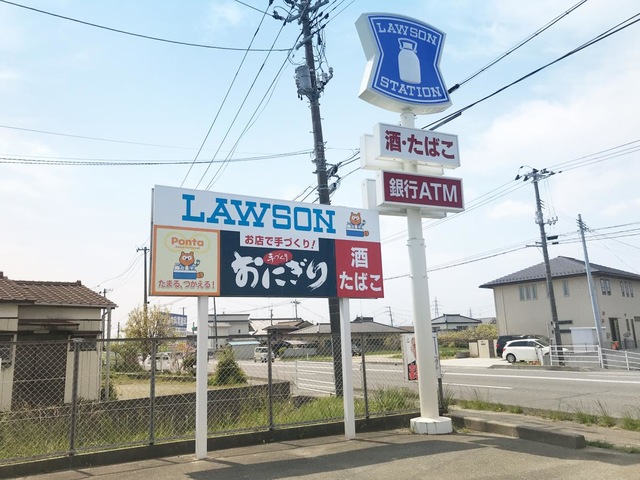 LAWSON
STATION
酒・たばこ
銀行ATM
LAWSON
お店で手づくり!
Ponta
たまる、つかえる!
手づくり
おにぎり
酒
たばこ